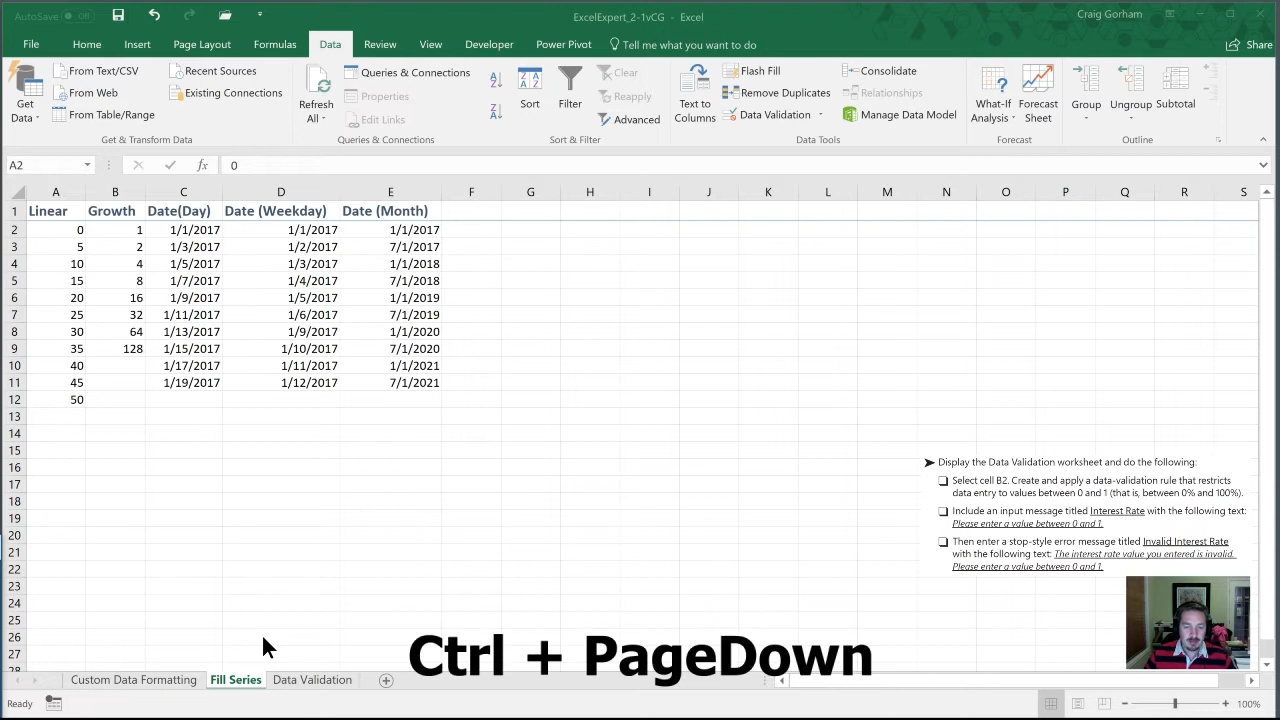 AutoSave Off
ExcelExpert_2-1vCG - Excel
Craig Gorham
File Home Insert Page Layout Formulas Data Review View Developer Power Pivot Tell me what you want to do Share
Get Data
From Text/CSV
From Web
From Table/Range
Recent Sources
Existing Connections
Get & Transform Data
Refresh All
Queries & Connections
Properties
Edit Links
Queries & Connections
Sort
Filter
Clear
Reapply
Advanced
Sort & Filter
Text to Columns
Flash Fill
Remove Duplicates
Data Validation
Consolidate
Relationships
Manage Data Model
Data Tools
What-If Analysis
Forecast Sheet
Forecast
Group
Ungroup
Subtotal
Outline
A2 fx 0
A B C D E F G H I J K L M N O P Q R S
1 Linear Growth Date(Day) Date (Weekday) Date (Month)
2 0 1 1/1/2017 1/1/2017 1/1/2017
3 5 2 1/3/2017 1/2/2017 7/1/2017
4 10 4 1/5/2017 1/3/2017 1/1/2018
5 15 8 1/7/2017 1/4/2017 7/1/2018
6 20 16 1/9/2017 1/5/2017 1/1/2019
7 25 32 1/11/2017 1/6/2017 7/1/2019
8 30 64 1/13/2017 1/9/2017 1/1/2020
9 35 128 1/15/2017 1/10/2017 7/1/2020
10 40 1/17/2017 1/11/2017 1/1/2021
11 45 1/19/2017 1/12/2017 7/1/2021
12 50
13
14
15
16
17
18
19
20
21
22
23
24
25
26
27
28
Display the Data Validation worksheet and do the following:
Select cell B2. Create and apply a data-validation rule that restricts
data entry to values between 0 and 1 (that is, between 0% and 100%).
Include an input message titled Interest Rate with the following text:
Please enter a value between 0 and 1.
Then enter a stop-style error message titled Invalid Interest Rate
with the following text: The interest rate value you entered is invalid.
Please enter a value between 0 and 1.
Ctrl + PageDown
Custom Data Formatting Fill Series Data Validation
Ready
100%